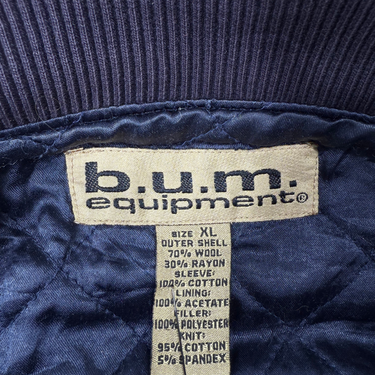 b.u.m.
equipment®
SIZE XL
OUTER SHELL
70% WOOL
30% RAYON
SLEEVE:
100% COTTON
LINING:
100% ACETATE
FILLER:
100% POLYESTER
KNIT:
95% COTTON
5% SPANDEX